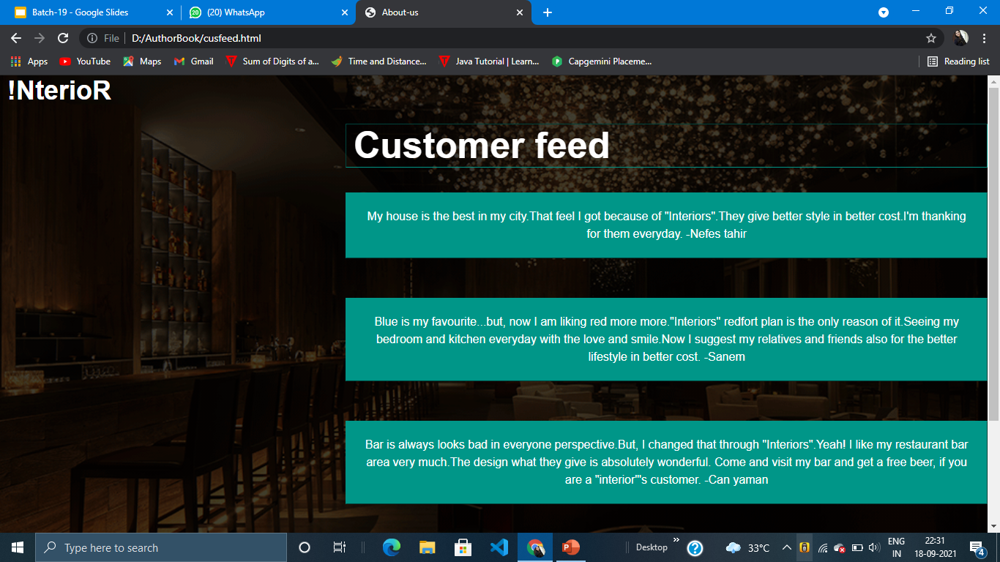 Batch-19 - Google Slides
20
(20) WhatsApp
About-us
File
D:/AuthorBook/cusfeed.html
Apps
YouTube
Maps
Gmail
Sum of Digits of a...
Time and Distance...
Java Tutorial | Learn...
Capgemini Placeme...
Reading list
!NterioR
Customer feed
My house is the best in my city.That feel I got because of "Interiors".They give better style in better cost.I'm thanking
for them everyday. -Nefes tahir
Blue is my favourite...but, now I am liking red more more."Interiors" redfort plan is the only reason of it.Seeing my
bedroom and kitchen everyday with the love and smile.Now I suggest my relatives and friends also for the better
lifestyle in better cost. -Sanem
Bar is always looks bad in everyone perspective.But, I changed that through "Interiors".Yeah! I like my restaurant bar
area very much.The design what they give is absolutely wonderful. Come and visit my bar and get a free beer, if you
are a "interior"'s customer. -Can yaman
Type here to search
Desktop
33°C
ENG
IN
22:31
18-09-2021
4